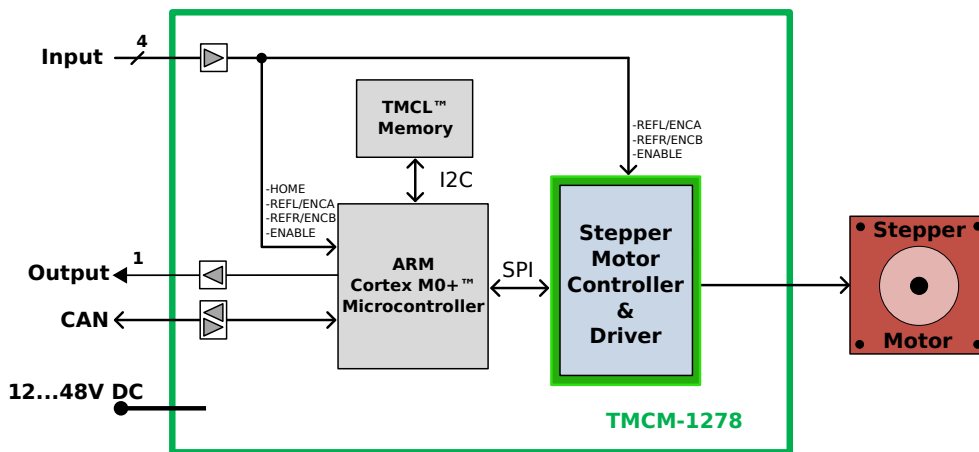 Input
4
TMCL™
Memory
-REFL/ENCA
-REFR/ENCB
-ENABLE
I2C
-HOME
-REFL/ENCA
-REFR/ENCB
-ENABLE
ARM
Cortex M0+™
Microcontroller
SPI
Stepper
Motor
Controller
&
Driver
Stepper
Motor
Output
1
CAN
12...48V DC
TMCM-1278